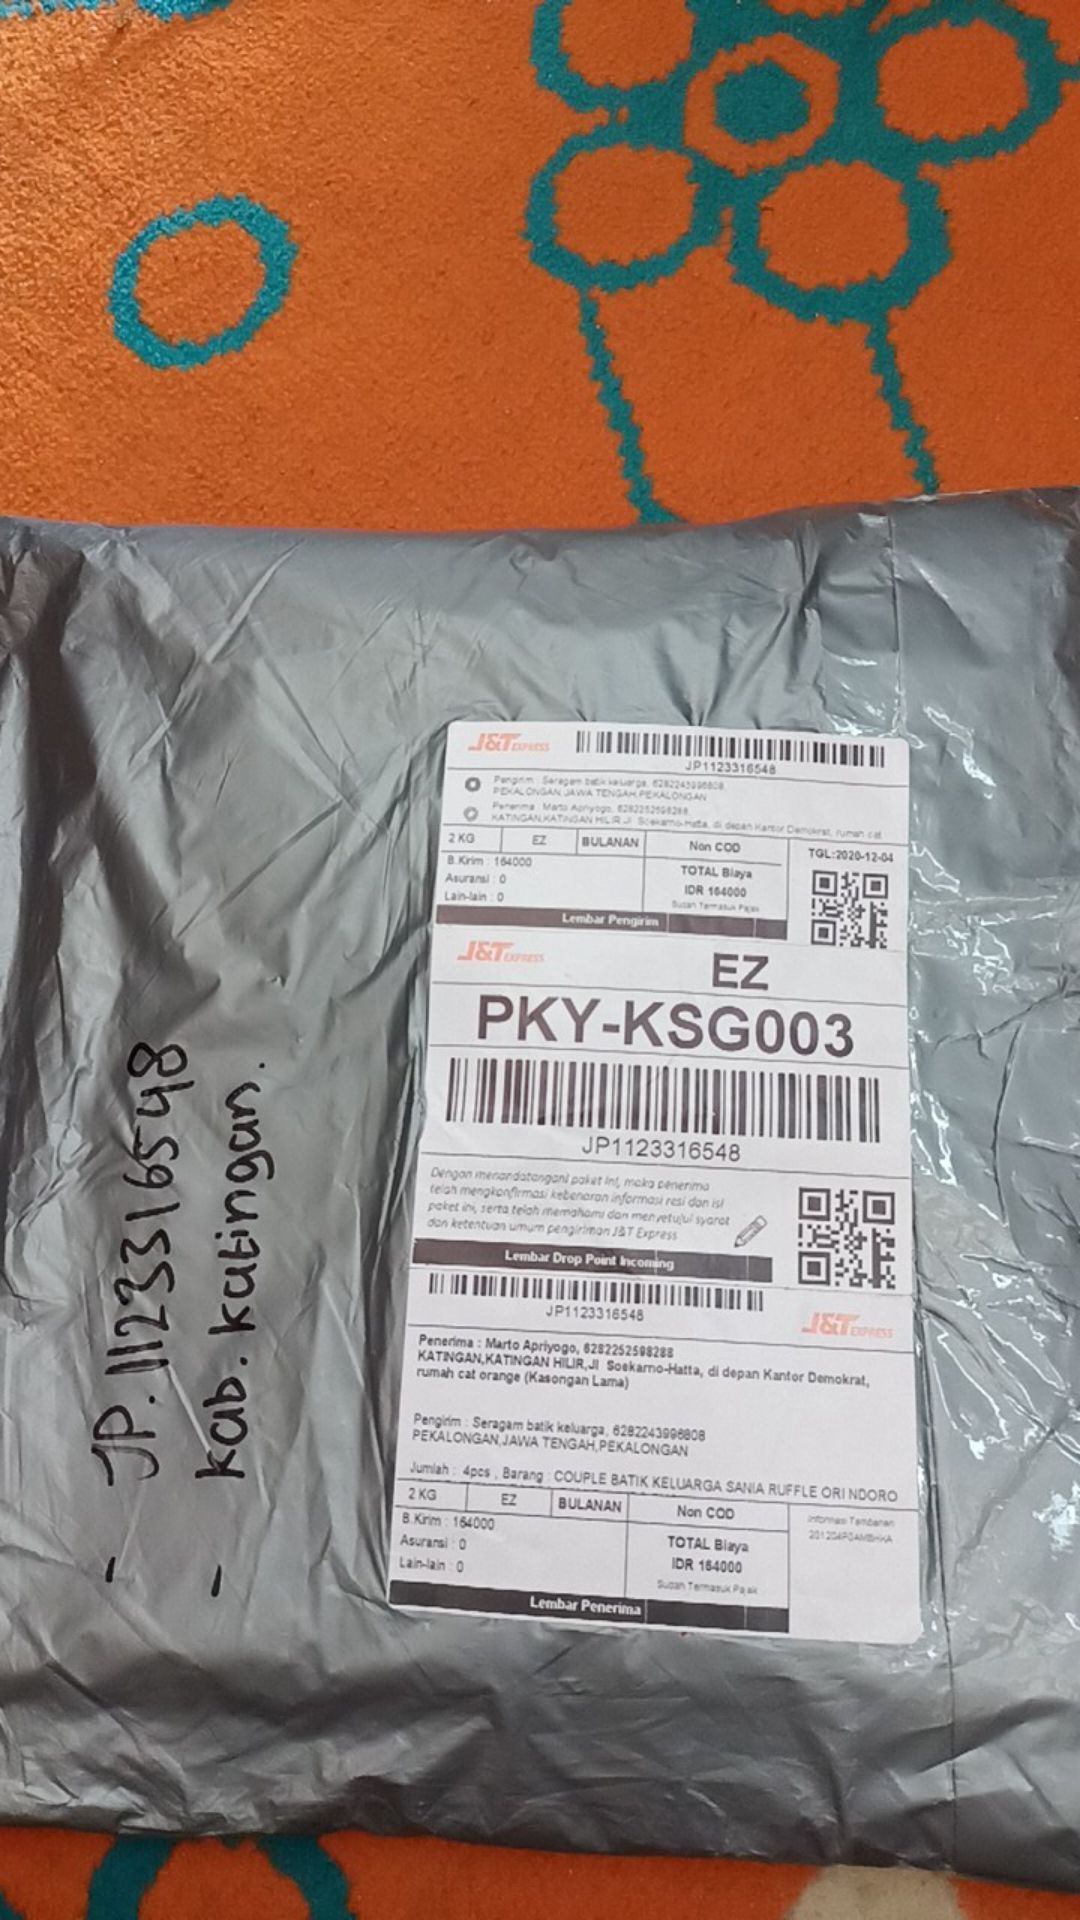 J&T EXPRESS
JP1123316548
Pengirim : Seragam batik keluarga, 6282243996808
PEKALONGAN,JAWA TENGAH,PEKALONGAN
Penerima : Marto Apriyogo, 6282252598288
KATINGAN,KATINGAN HILIR,Jl Soekarno-Hatta, di depan Kantor Demokrat, rumah cat
2 KG EZ BULANAN Non COD TGL:2020-12-04
B.Kirim : 164000
Asuransi : 0
Lain-lain : 0
TOTAL Biaya
IDR 164000
Sudah Termasuk Pajak
Lembar Pengirim
J&T EXPRESS
EZ
PKY-KSG003
JP1123316548
Dengan menandatangani paket ini, maka penerima
telah mengkonfirmasi kebenaran informasi resi dan isi
paket ini, serta telah memahami dan menyetujui syarat
dan ketentuan umum pengiriman J&T Express
Lembar Drop Point Incoming
JP1123316548
J&T EXPRESS
Penerima : Marto Apriyogo, 6282252598288
KATINGAN,KATINGAN HILIR,Jl Soekarno-Hatta, di depan Kantor Demokrat,
rumah cat orange (Kasongan Lama)
Pengirim : Seragam batik keluarga, 6282243996808
PEKALONGAN,JAWA TENGAH,PEKALONGAN
Jumlah : 4pcs , Barang : COUPLE BATIK KELUARGA SANIA RUFFLE ORI NDORO
2 KG EZ BULANAN Non COD
Informasi Tambahan
B.Kirim : 164000
Asuransi : 0
Lain-lain : 0
TOTAL Biaya
IDR 164000
Sudah Termasuk Pajak
Lembar Penerima
- JP.1123316548
- kab. katingan.